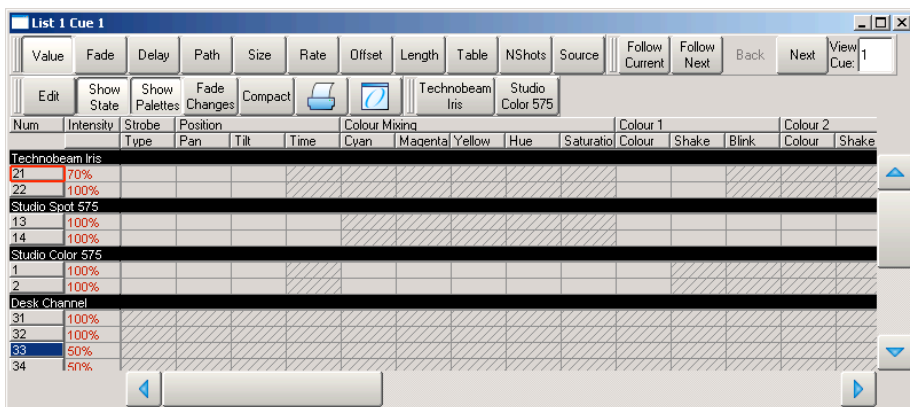 List 1 Cue 1
Value Fade Delay Path Size Rate Offset Length Table NShots Source Follow Current Follow Next Back Next View Cue: 1
Edit Show State Show Palettes Fade Changes Compact Technobeam Iris Studio Color 575
Num Intensity Strobe Position Colour Mixing Colour 1 Colour 2
Type Pan Tilt Time Cyan Magenta Yellow Hue Saturatio Colour Shake Blink Colour Shake
Technobeam Iris
21 70%
22 100%
Studio Spot 575
13 100%
14 100%
Studio Color 575
1 100%
2 100%
Desk Channel
31 100%
32 100%
33 50%
34 50%